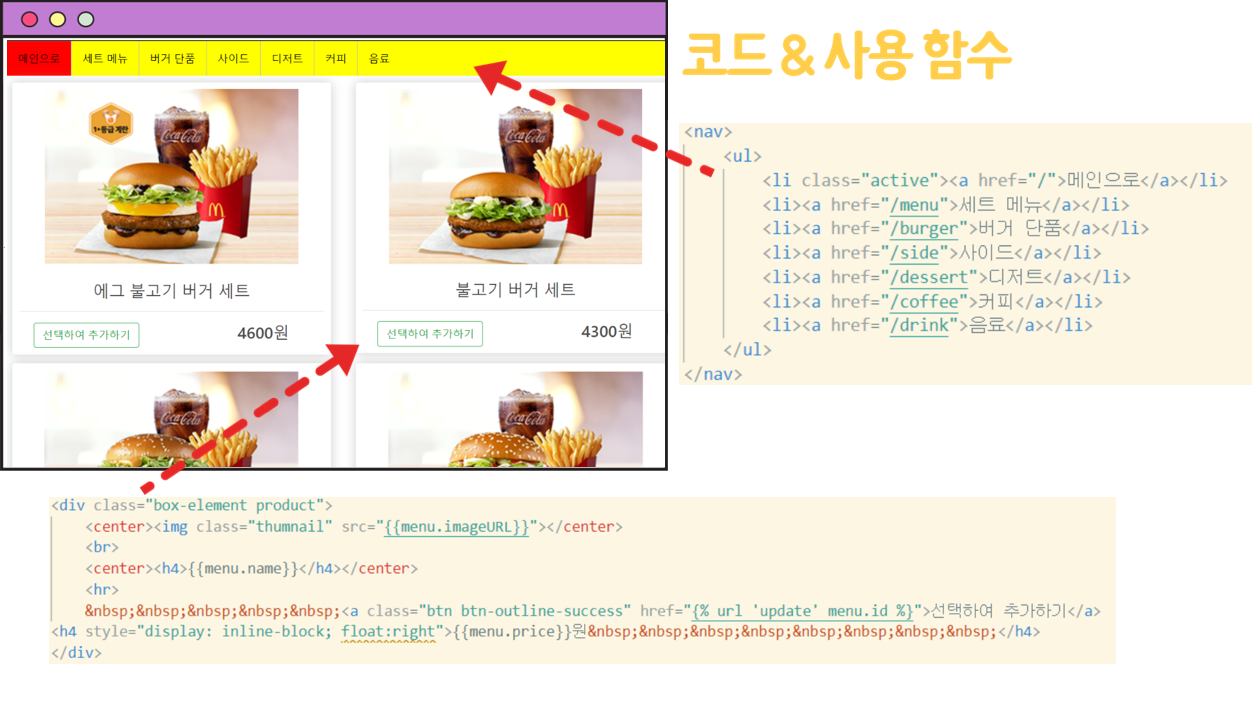 코드 & 사용 함수
메인으로 세트 메뉴 버거 단품 사이드 디저트 커피 음료
1+등급 계란
Coca-Cola
Coca-Cola
에그 불고기 버거 세트
불고기 버거 세트
선택하여 추가하기 4600원
선택하여 추가하기 4300원
Coca-Cola
Coca-Cola
<nav>
<ul>
<li class="active"><a href="/">메인으로</a></li>
<li><a href="/menu">세트 메뉴</a></li>
<li><a href="/burger">버거 단품</a></li>
<li><a href="/side">사이드</a></li>
<li><a href="/dessert">디저트</a></li>
<li><a href="/coffee">커피</a></li>
<li><a href="/drink">음료</a></li>
</ul>
</nav>
<div class="box-element product">
<center><img class="thumnail" src="{{menu.imageURL}}"></center>
<br>
<center><h4>{{menu.name}}</h4></center>
<hr>
&nbsp;&nbsp;&nbsp;&nbsp;&nbsp;<a class="btn btn-outline-success" href="{% url 'update' menu.id %}">선택하여 추가하기</a>
<h4 style="display: inline-block; float:right">{{menu.price}}원&nbsp;&nbsp;&nbsp;&nbsp;&nbsp;&nbsp;&nbsp;&nbsp;</h4>
</div>